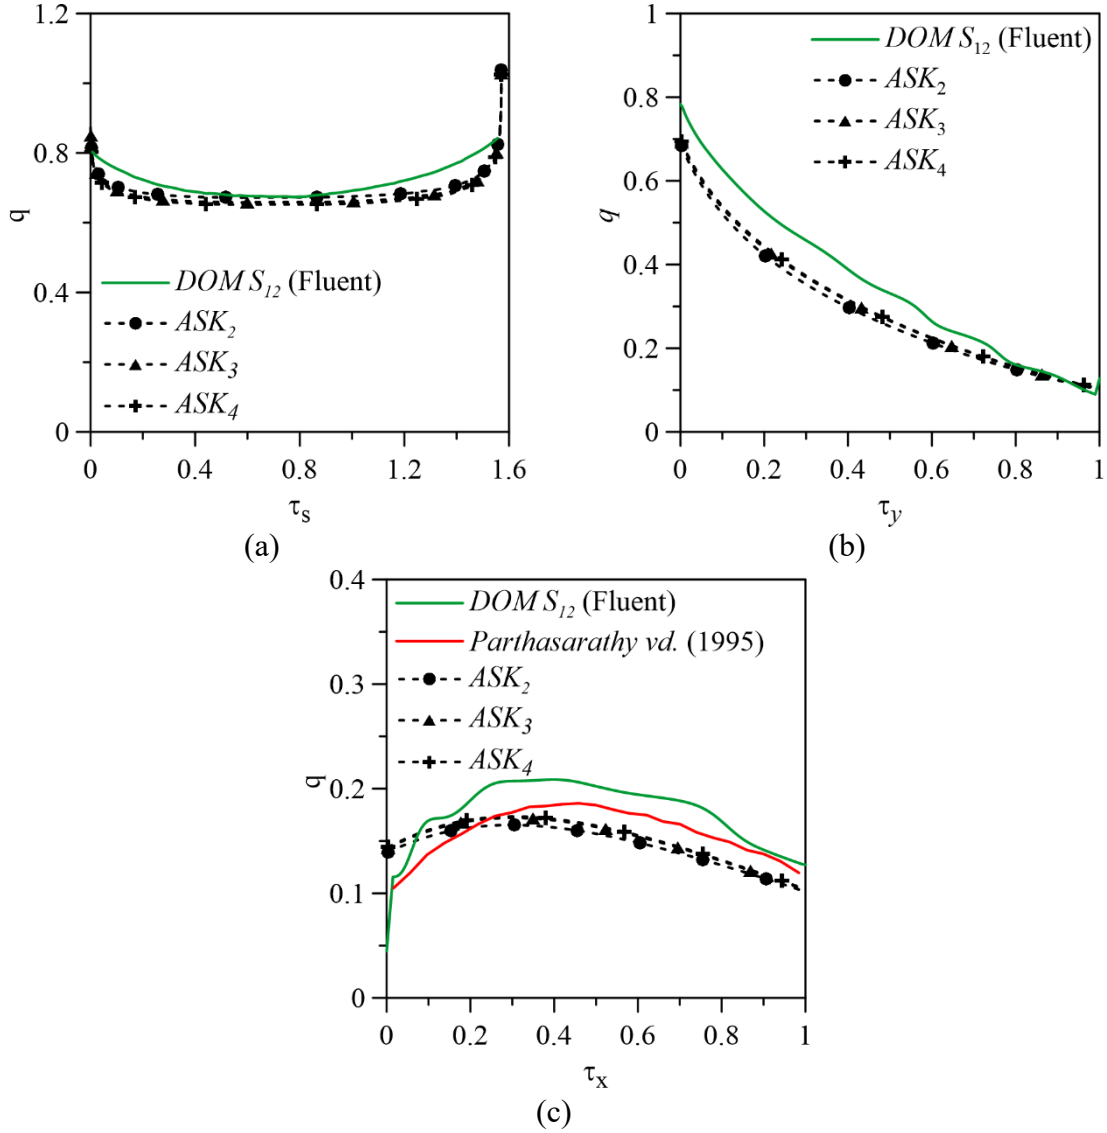 1.2
0.8
0.4
0
q
DOM S12 (Fluent)
ASK2
ASK3
ASK4
0 0.4 0.8 1.2 1.6
τs
(a)
1
0.8
0.6
0.4
0.2
0
q
DOM S12 (Fluent)
ASK2
ASK3
ASK4
0 0.2 0.4 0.6 0.8 1
τy
(b)
0.4
0.3
0.2
0.1
0
q
DOM S12 (Fluent)
Parthasarathy vd. (1995)
ASK2
ASK3
ASK4
0 0.2 0.4 0.6 0.8 1
τx
(c)